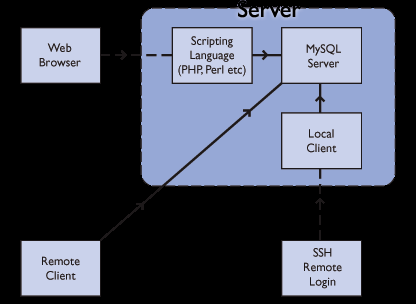 Server
Web
Browser
Scripting
Language
(PHP, Perl etc)
MySQL
Server
Local
Client
Remote
Client
SSH
Remote
Login